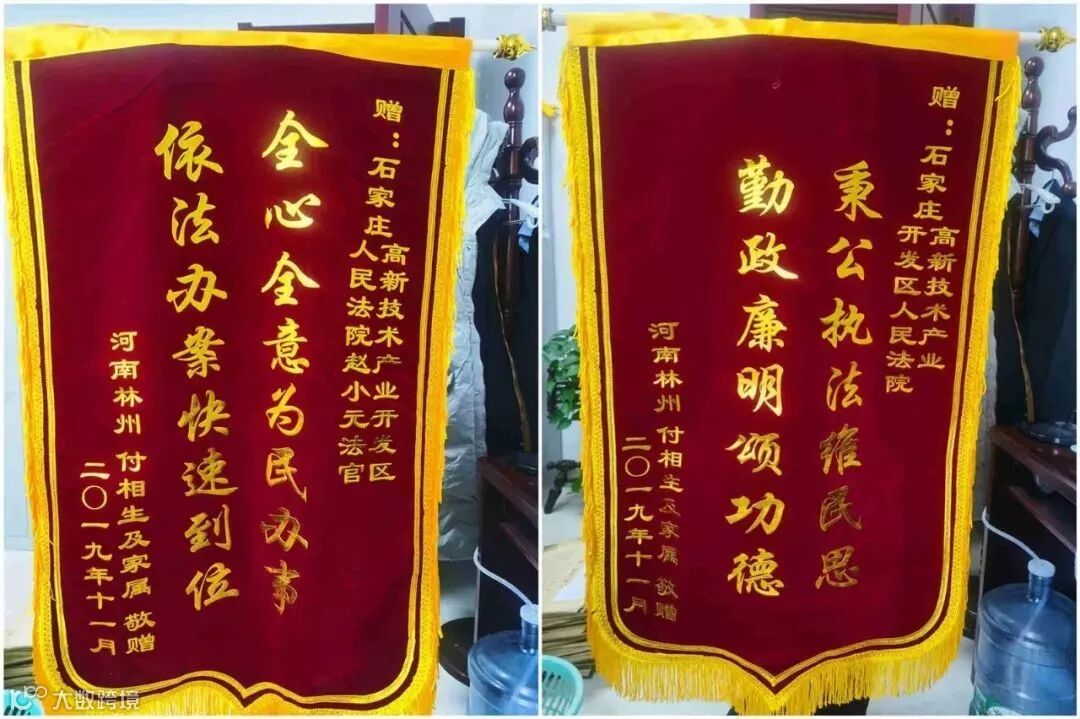 赠：石家庄高新技术产业开发区
人民法院赵小元法官
全心全意为民办事
依法办案快速到位
河南林州 付相生及家属 敬赠
二〇一九年十一月
赠：石家庄高新技术产业
开发区人民法院
秉公执法维民思
勤政廉明颂功德
河南林州 付相生及家属 敬赠
二〇一九年十一月
大数跨境